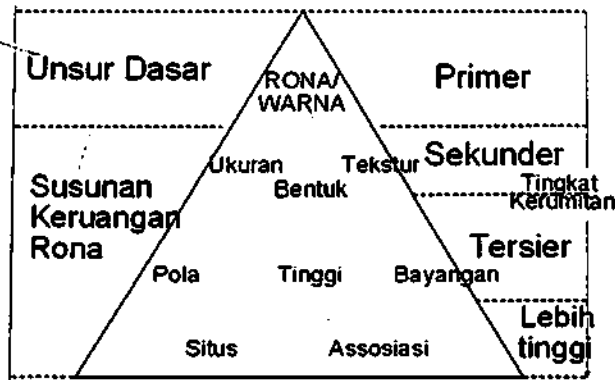 Unsur Dasar
RONA/
WARNA
Primer
Ukuran
Tekstur
Sekunder
Bentuk
Tingkat
Kerumitan
Susunan
Keruangan
Rona
Tersier
Pola
Tinggi
Bayangan
Lebih
tinggi
Situs
Assosiasi